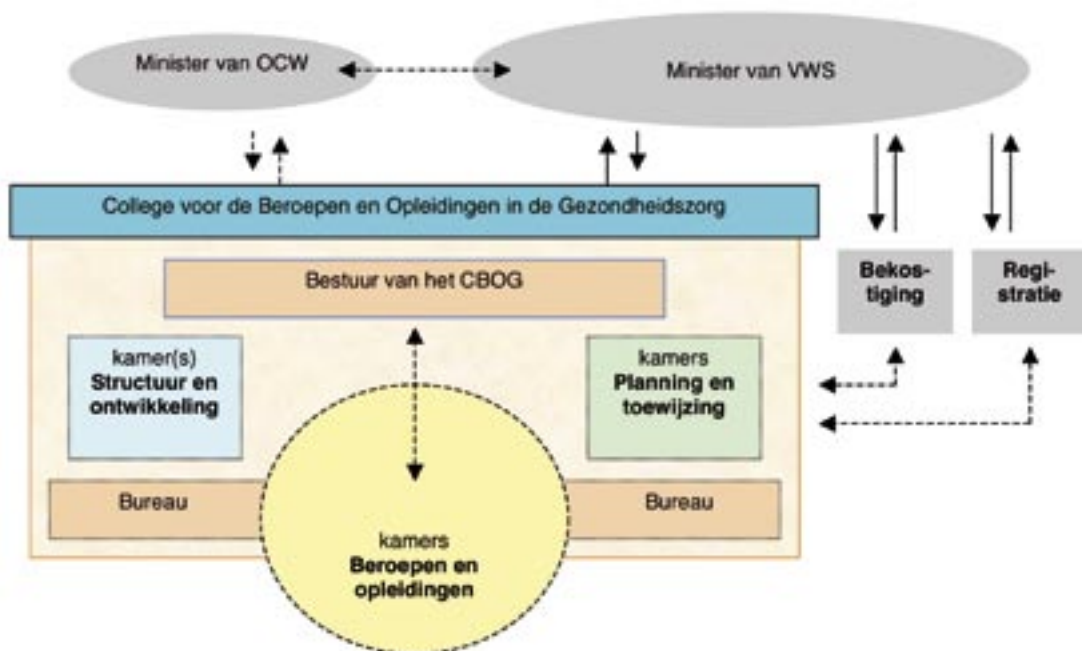 Minister van OCW
Minister van VWS
College voor de Beroepen en Opleidingen in de Gezondheidszorg
Bestuur van het CBOG
Bekos-
tiging
Regi-
stratie
kamer(s)
Structuur en
ontwikkeling
kamers
Planning en
toewijzing
Bureau
Bureau
kamers
Beroepen en
opleidingen